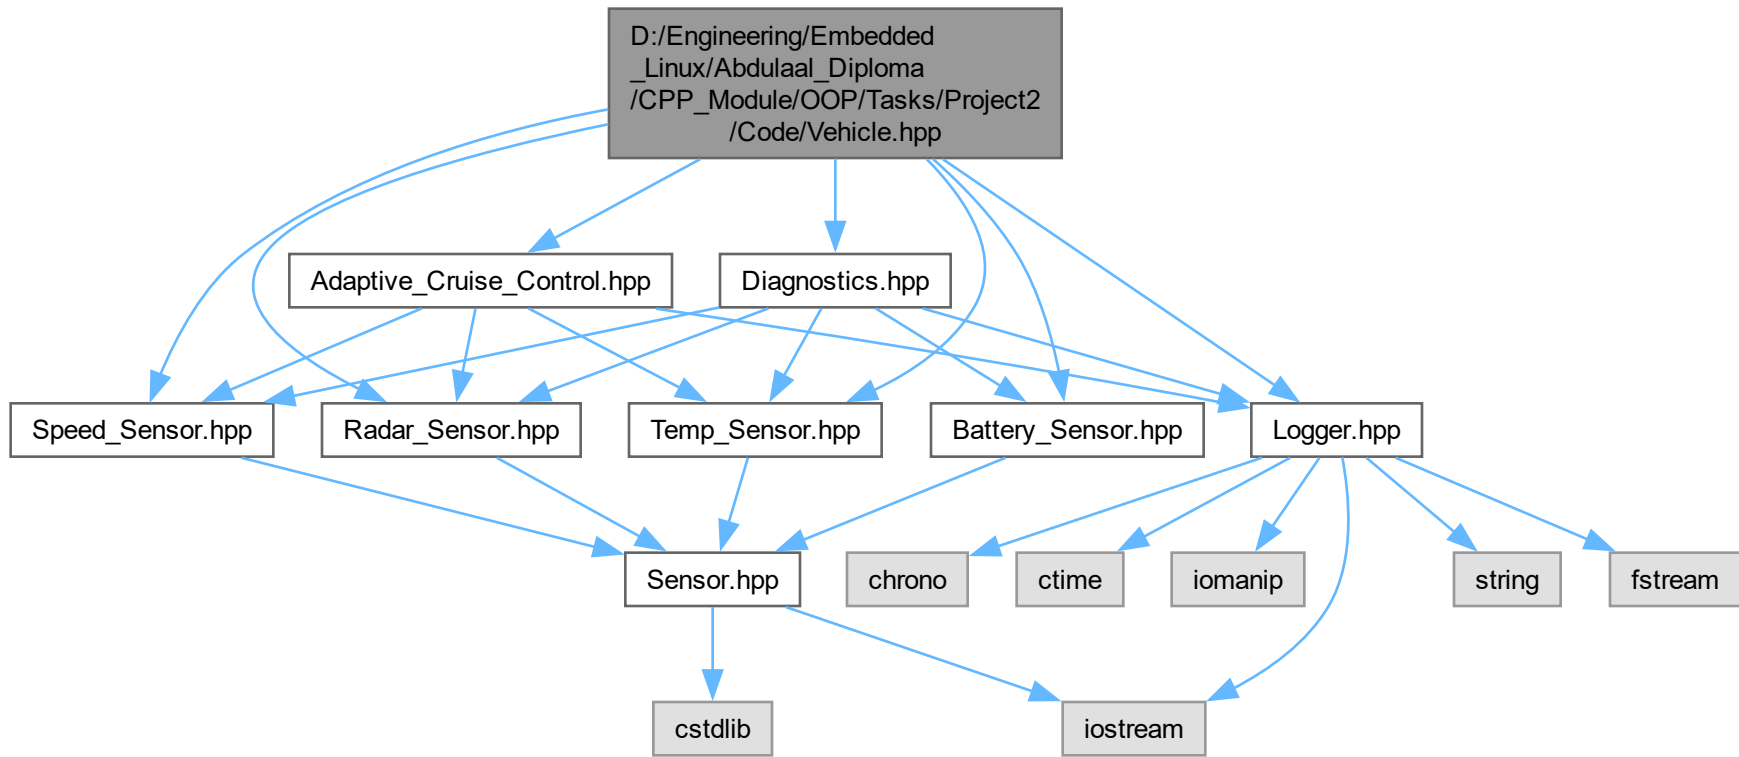 D:/Engineering/Embedded
_Linux/Abdulaal_Diploma
/CPP_Module/OOP/Tasks/Project2
/Code/Vehicle.hpp
Adaptive_Cruise_Control.hpp
Diagnostics.hpp
Speed_Sensor.hpp
Radar_Sensor.hpp
Temp_Sensor.hpp
Battery_Sensor.hpp
Logger.hpp
Sensor.hpp
chrono
ctime
iomanip
string
fstream
cstdlib
iostream